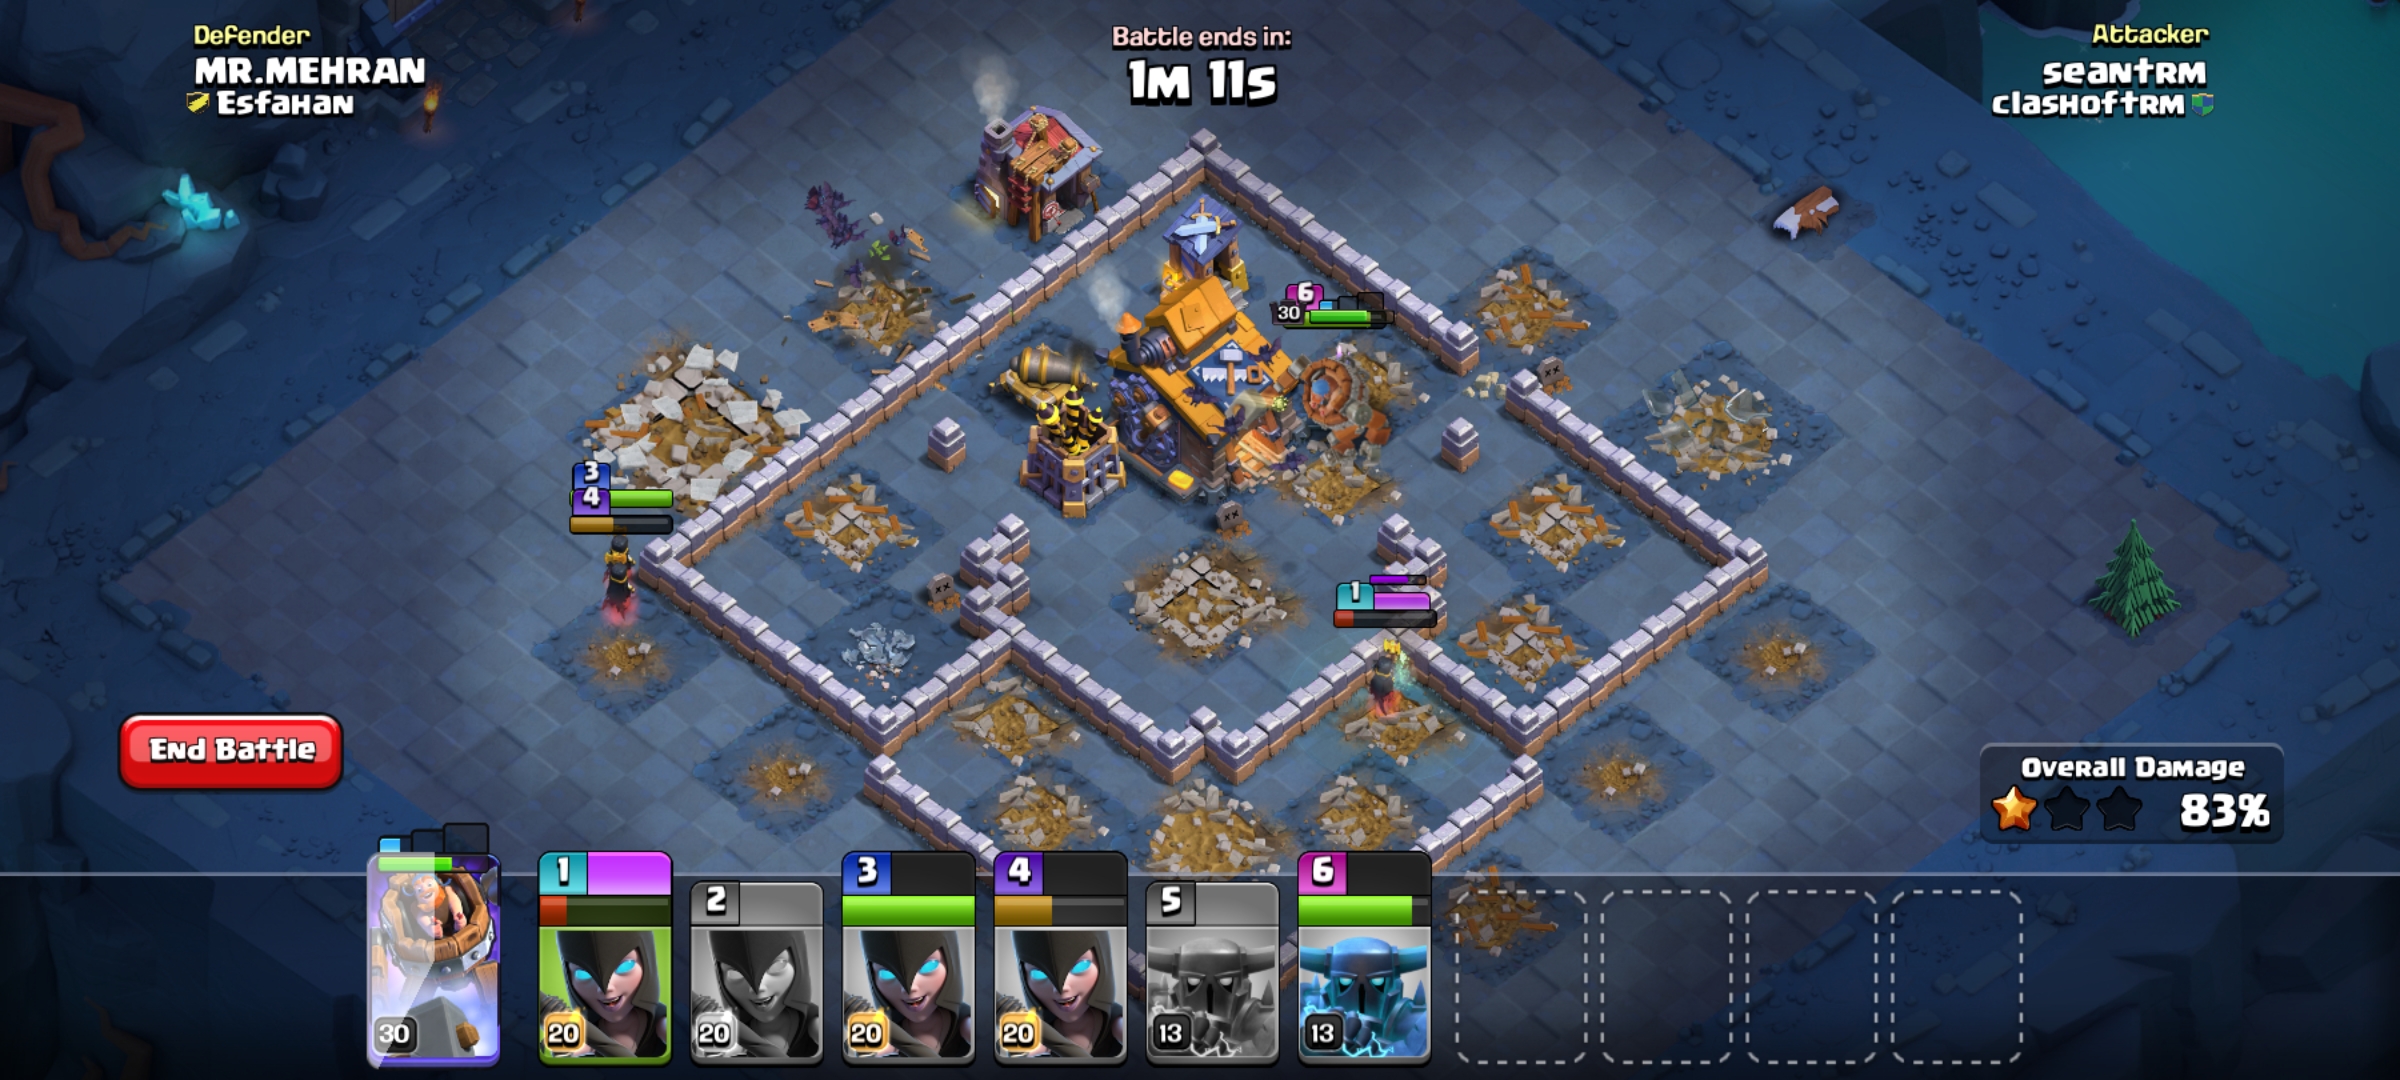 Defender
MR.MEHRAN
Esfahan
Battle ends in:
1M 11s
Attacker
seantRM
clashoftRM
6
30
3
4
1
End Battle
Overall Damage
83%
30
1
20
2
20
3
20
4
20
5
13
6
13